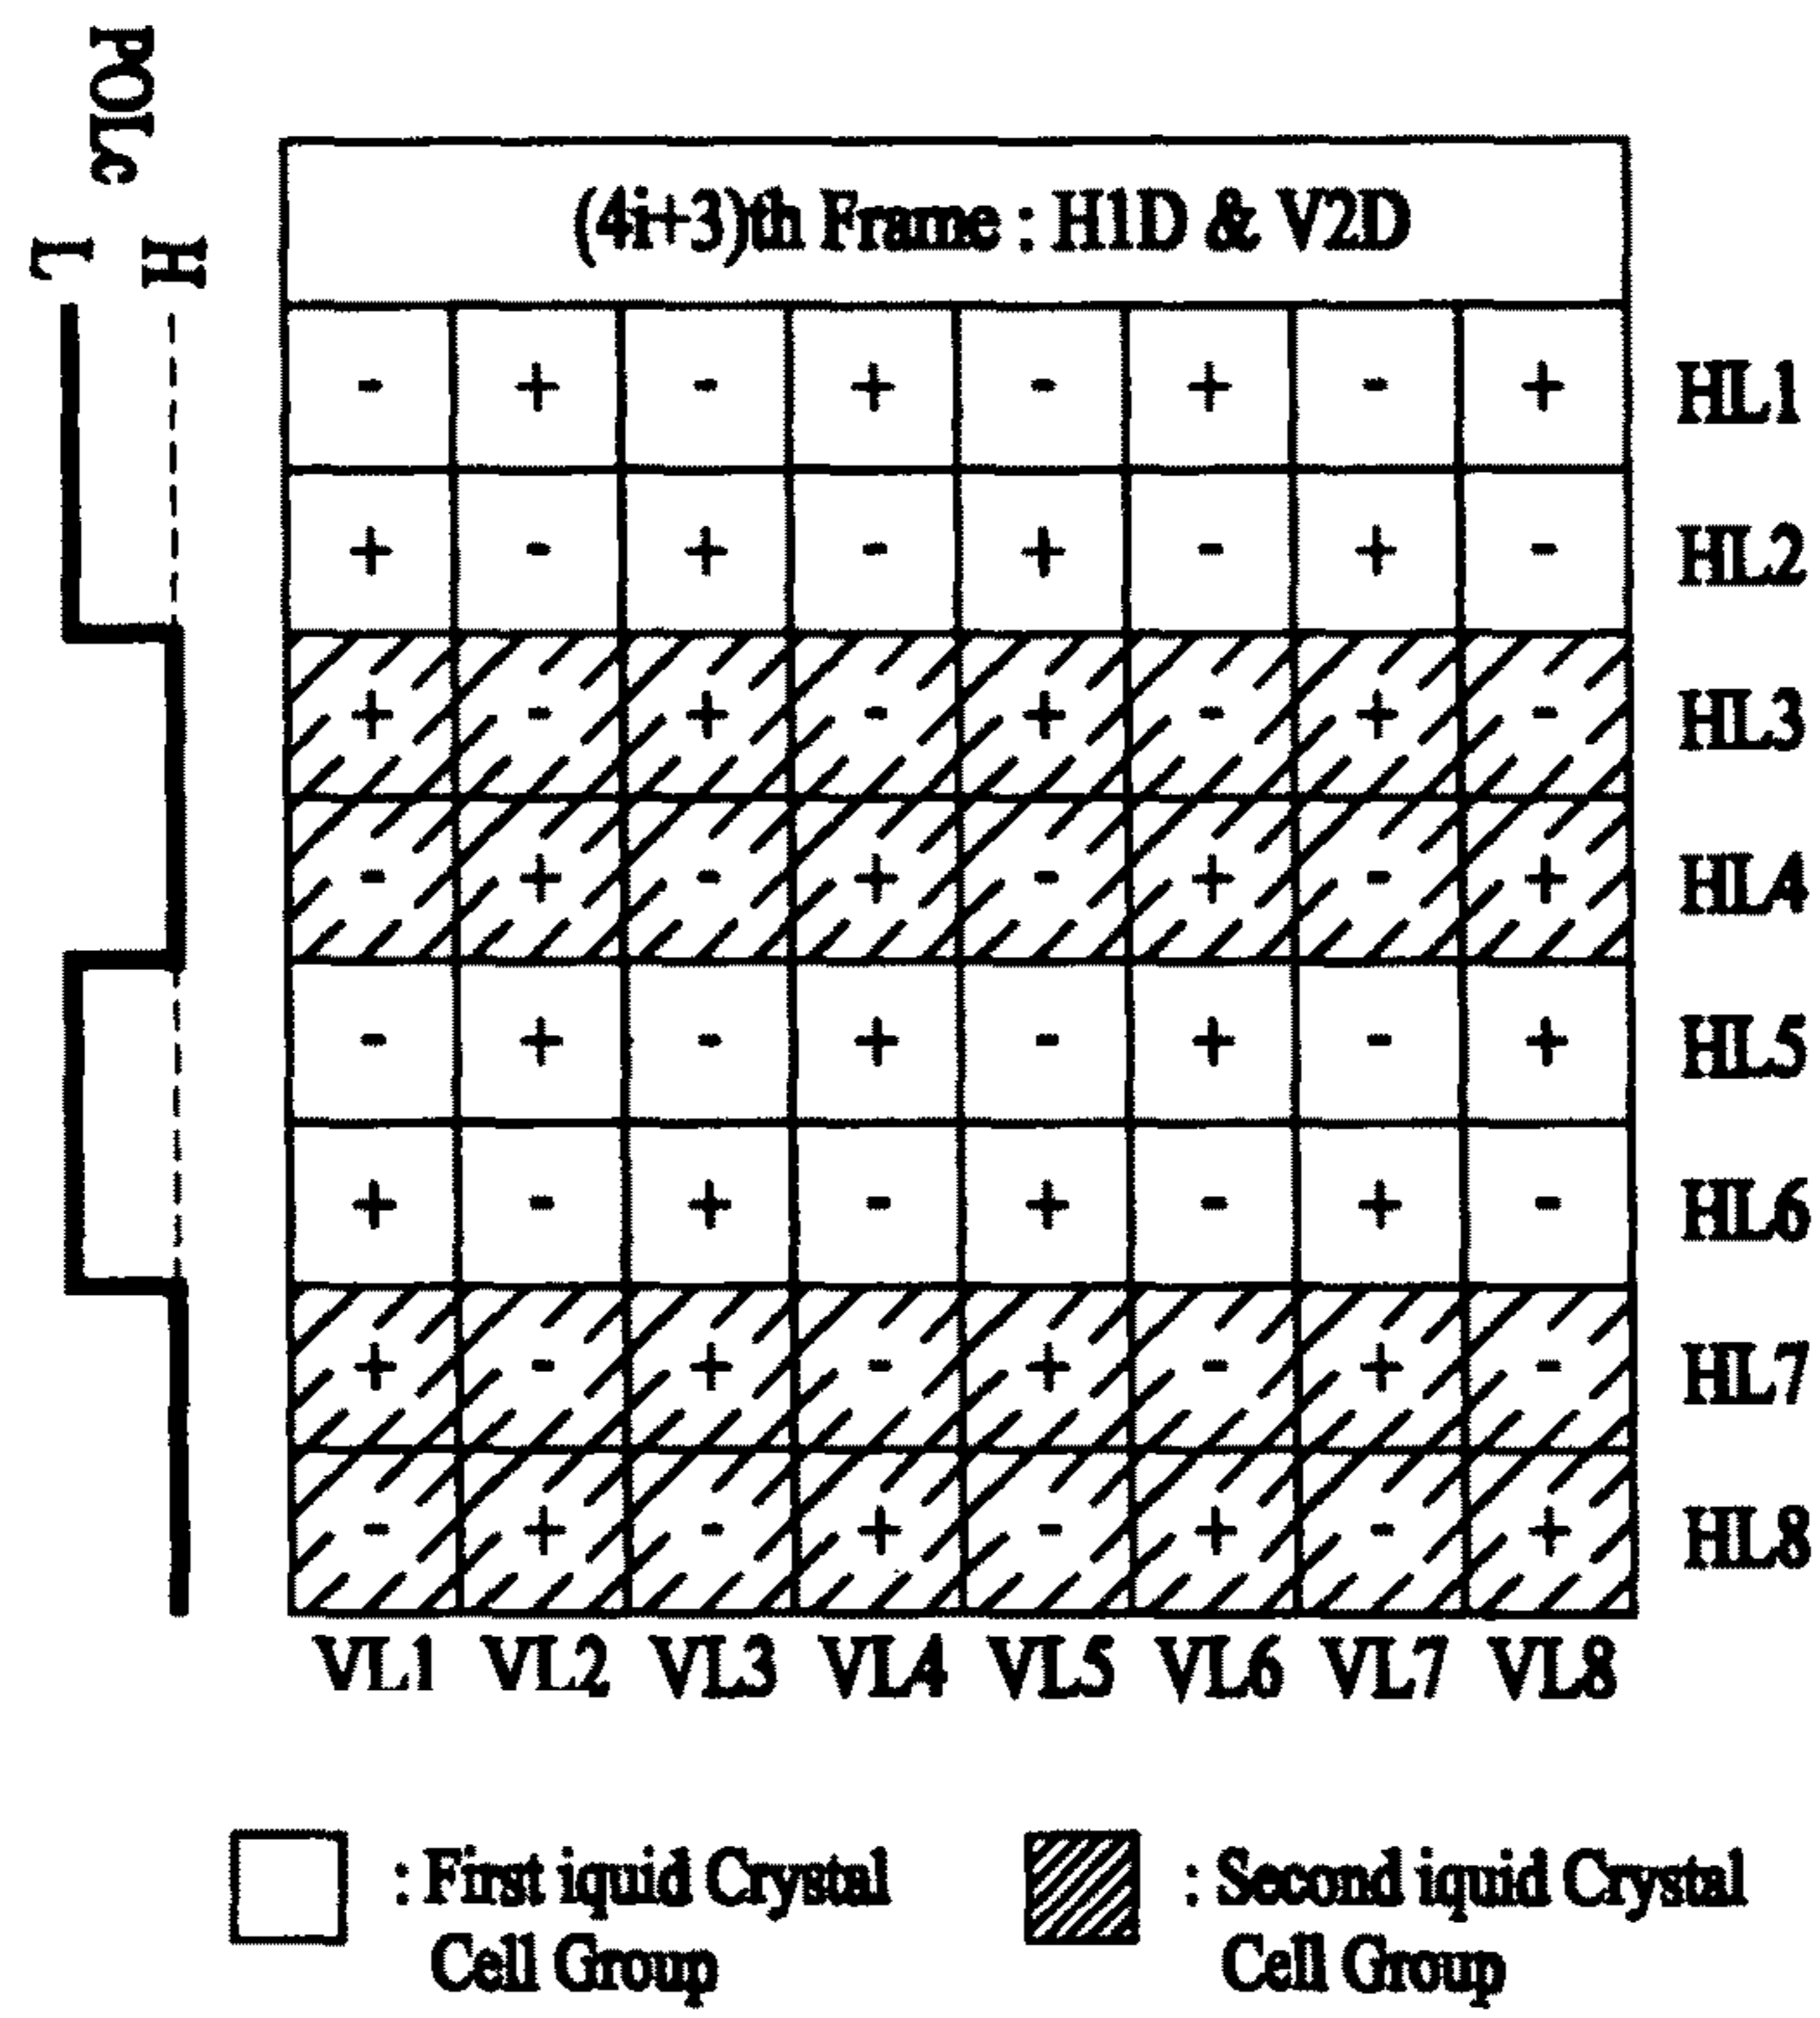 POLc
L H
(4i+3)th Frame : H1D & V2D
- + - + - + - + HL1
+ - + - + - + - HL2
+ - + - + - + - HL3
- + - + - + - + HL4
- + - + - + - + HL5
+ - + - + - + - HL6
+ - + - + - + - HL7
- + - + - + - + HL8
VL1 VL2 VL3 VL4 VL5 VL6 VL7 VL8
: First iquid Crystal
Cell Group
: Second iquid Crystal
Cell Group